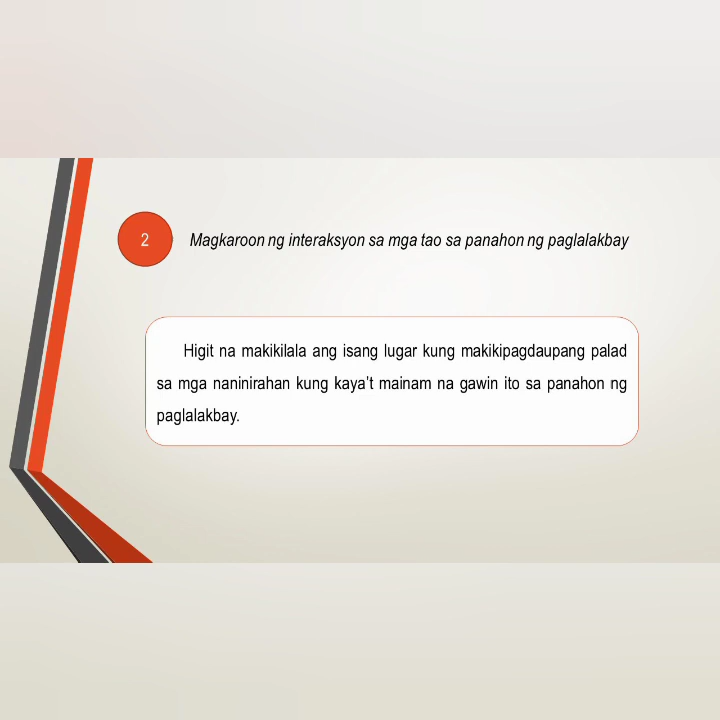 2
Magkaroon ng interaksyon sa mga tao sa panahon ng paglalakbay
Higit na makikilala ang isang lugar kung makikipagdaupang palad
sa mga naninirahan kung kaya't mainam na gawin ito sa panahon ng
paglalakbay.